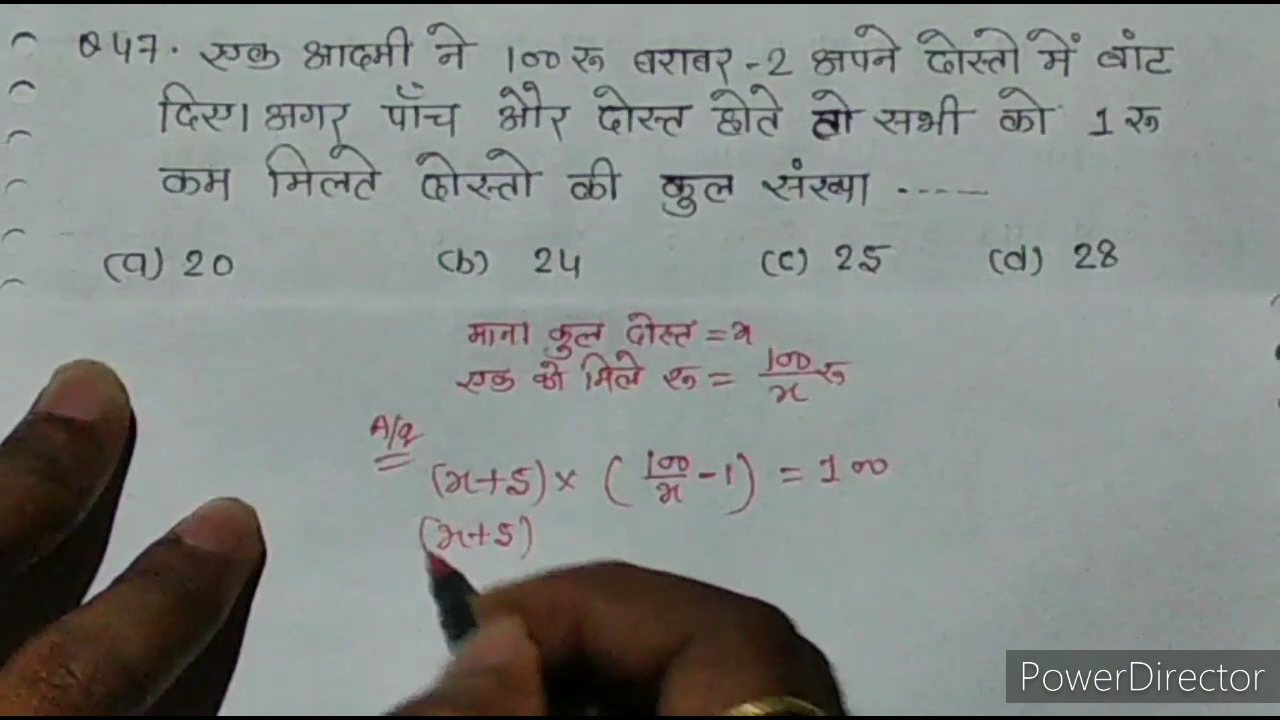 Q47. एक आदमी ने 100 रू बराबर-2 अपने दोस्तो में बांट
दिए। अगर पाँच और दोस्त होते तो सभी को 1 रू
कम मिलते दोस्तो की कुल संख्या .....
(a) 20 (b) 24 (c) 25 (d) 28
माना कुल दोस्त = x
एक को मिले रू = 100/x रू
A/q
(x+5) × (100/x - 1) = 100
(x+5)
PowerDirector